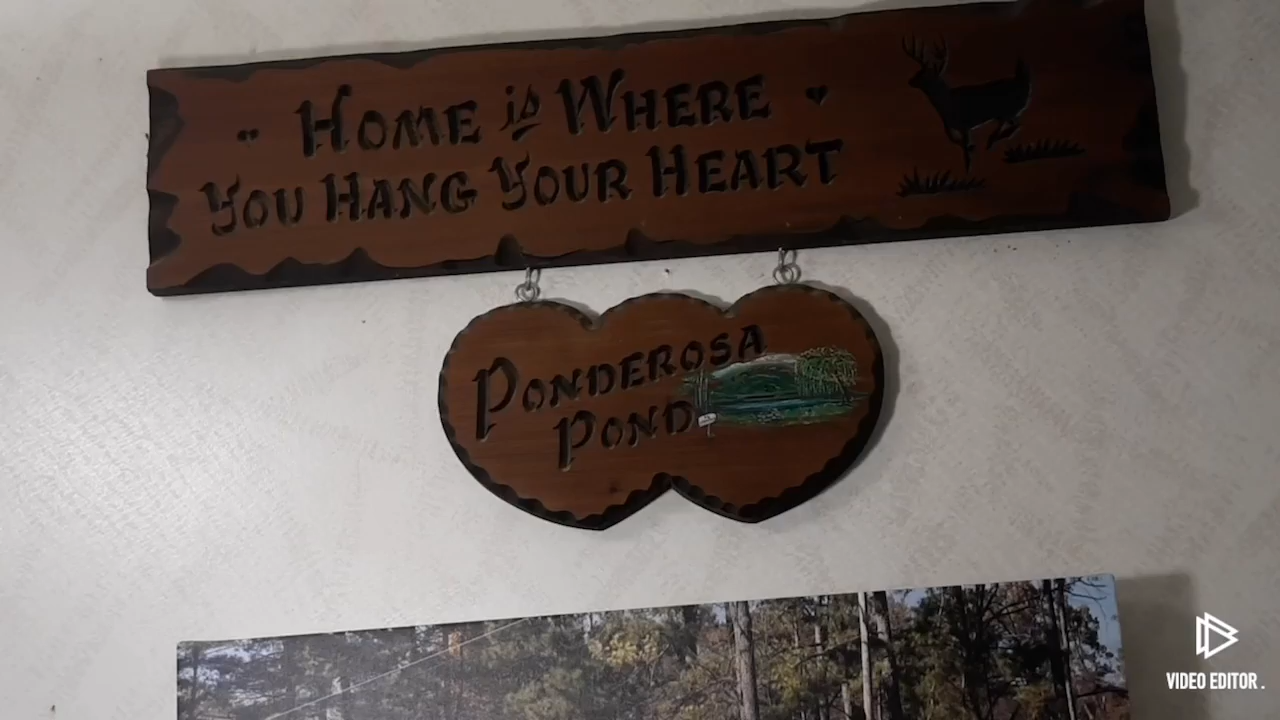 HOME is WHERE
YOU HANG YOUR HEART
PONDEROSA
POND
VIDEO EDITOR.